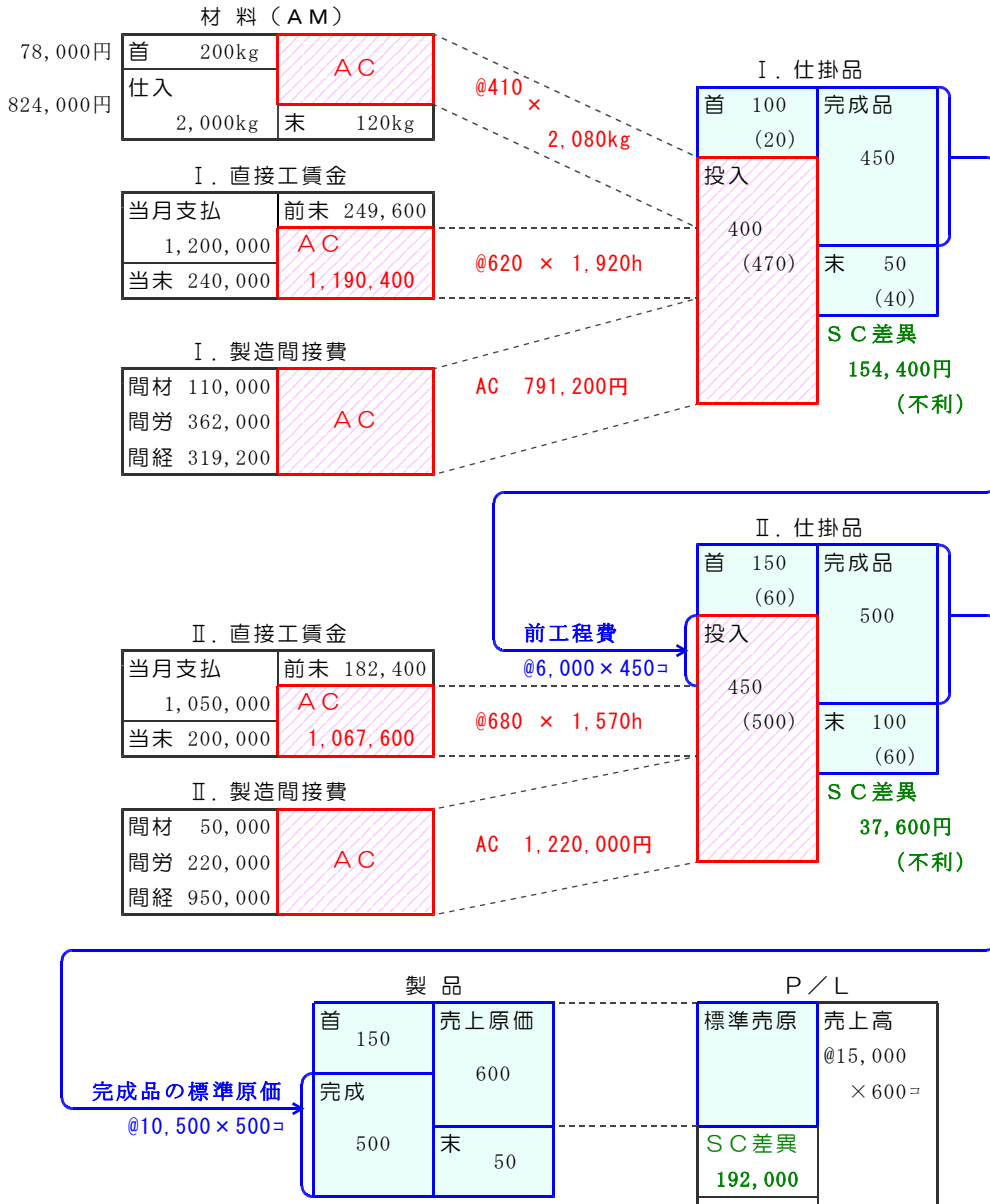 材 料（ＡＭ）
78,000円
首 200kg
ＡＣ
824,000円
仕入
2,000kg
末 120kg
@410
×
2,080kg
Ⅰ. 仕掛品
首 100
(20)
完成品
450
投入
400
(470)
末 50
(40)
ＳＣ差異
154,400円
(不利)
Ⅰ. 直接工賃金
当月支払
1,200,000
前未 249,600
ＡＣ
1,190,400
当未 240,000
@620 × 1,920h
Ⅰ. 製造間接費
間材 110,000
間労 362,000
間経 319,200
ＡＣ
AC 791,200円
Ⅱ. 仕掛品
首 150
(60)
完成品
500
投入
450
(500)
末 100
(60)
ＳＣ差異
37,600円
(不利)
前工程費
@6,000×450コ
Ⅱ. 直接工賃金
当月支払
1,050,000
前未 182,400
ＡＣ
1,067,600
当未 200,000
@680 × 1,570h
Ⅱ. 製造間接費
間材 50,000
間労 220,000
間経 950,000
ＡＣ
AC 1,220,000円
製 品
首
150
売上原価
600
完成品の標準原価
@10,500×500コ
完成
500
末
50
Ｐ／Ｌ
標準売原
売上高
@15,000
×600コ
ＳＣ差異
192,000